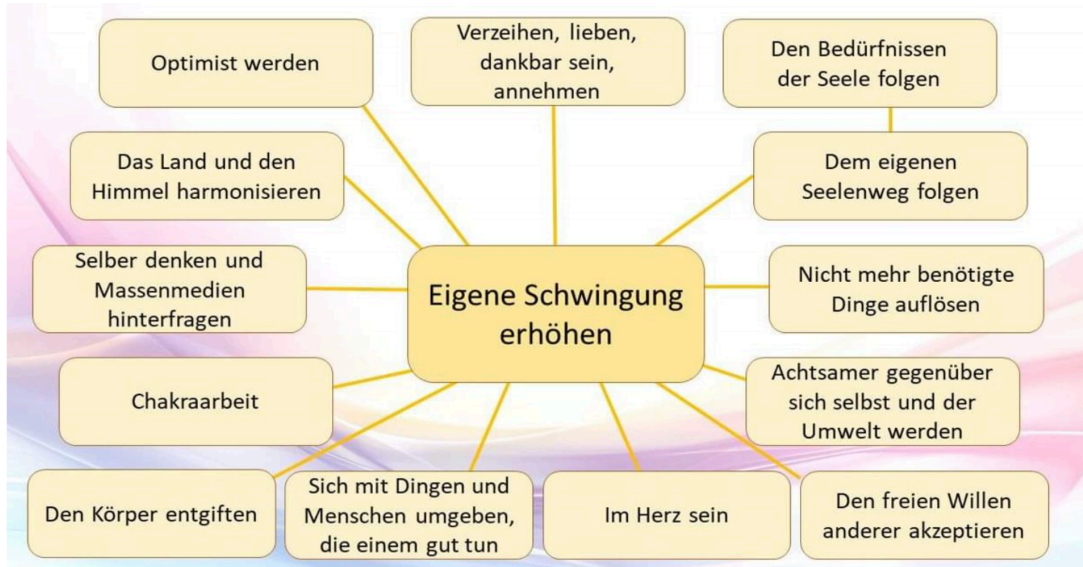 Optimist werden
Verzeihen, lieben,
dankbar sein,
annehmen
Den Bedürfnissen
der Seele folgen
Das Land und den
Himmel harmonisieren
Dem eigenen
Seelenweg folgen
Selber denken und
Massenmedien
hinterfragen
Eigene Schwingung
erhöhen
Nicht mehr benötigte
Dinge auflösen
Chakraarbeit
Achtsamer gegenüber
sich selbst und der
Umwelt werden
Den Körper entgiften
Sich mit Dingen und
Menschen umgeben,
die einem gut tun
Im Herz sein
Den freien Willen
anderer akzeptieren